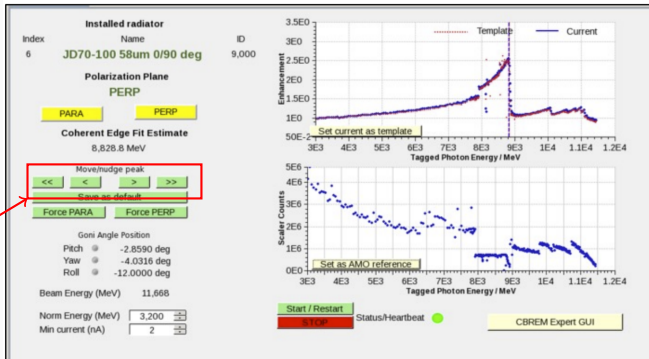 Installed radiator
Index Name ID
6 JD70-100 58um 0/90 deg 9,000
Polarization Plane
PERP
PARA PERP
Coherent Edge Fit Estimate
8,828.8 MeV
Move/nudge peak
<< < > >>
Save as default
Force PARA Force PERP
Goni Angle Position
Pitch -2.8590 deg
Yaw -4.0316 deg
Roll -12.0000 deg
Beam Energy (MeV) 11,668
Norm Energy (MeV) 3,200
Min current (nA) 2
Template Current
Enhancement
3.5E0
3E0
2.5E0
2E0
1.5E0
1E0
50E-2
Set current as template
3E3 4E3 5E3 6E3 7E3 8E3 9E3 1E4 1.1E4 1.2E4
Tagged Photon Energy / MeV
Scaler Counts
5E6
4E6
3E6
2E6
1E6
0E0
Set as AMO reference
3E3 4E3 5E3 6E3 7E3 8E3 9E3 1E4 1.1E4 1.2E4
Tagged Photon Energy / MeV
Start / Restart
STOP
Status/Heartbeat
CBREM Expert GUI